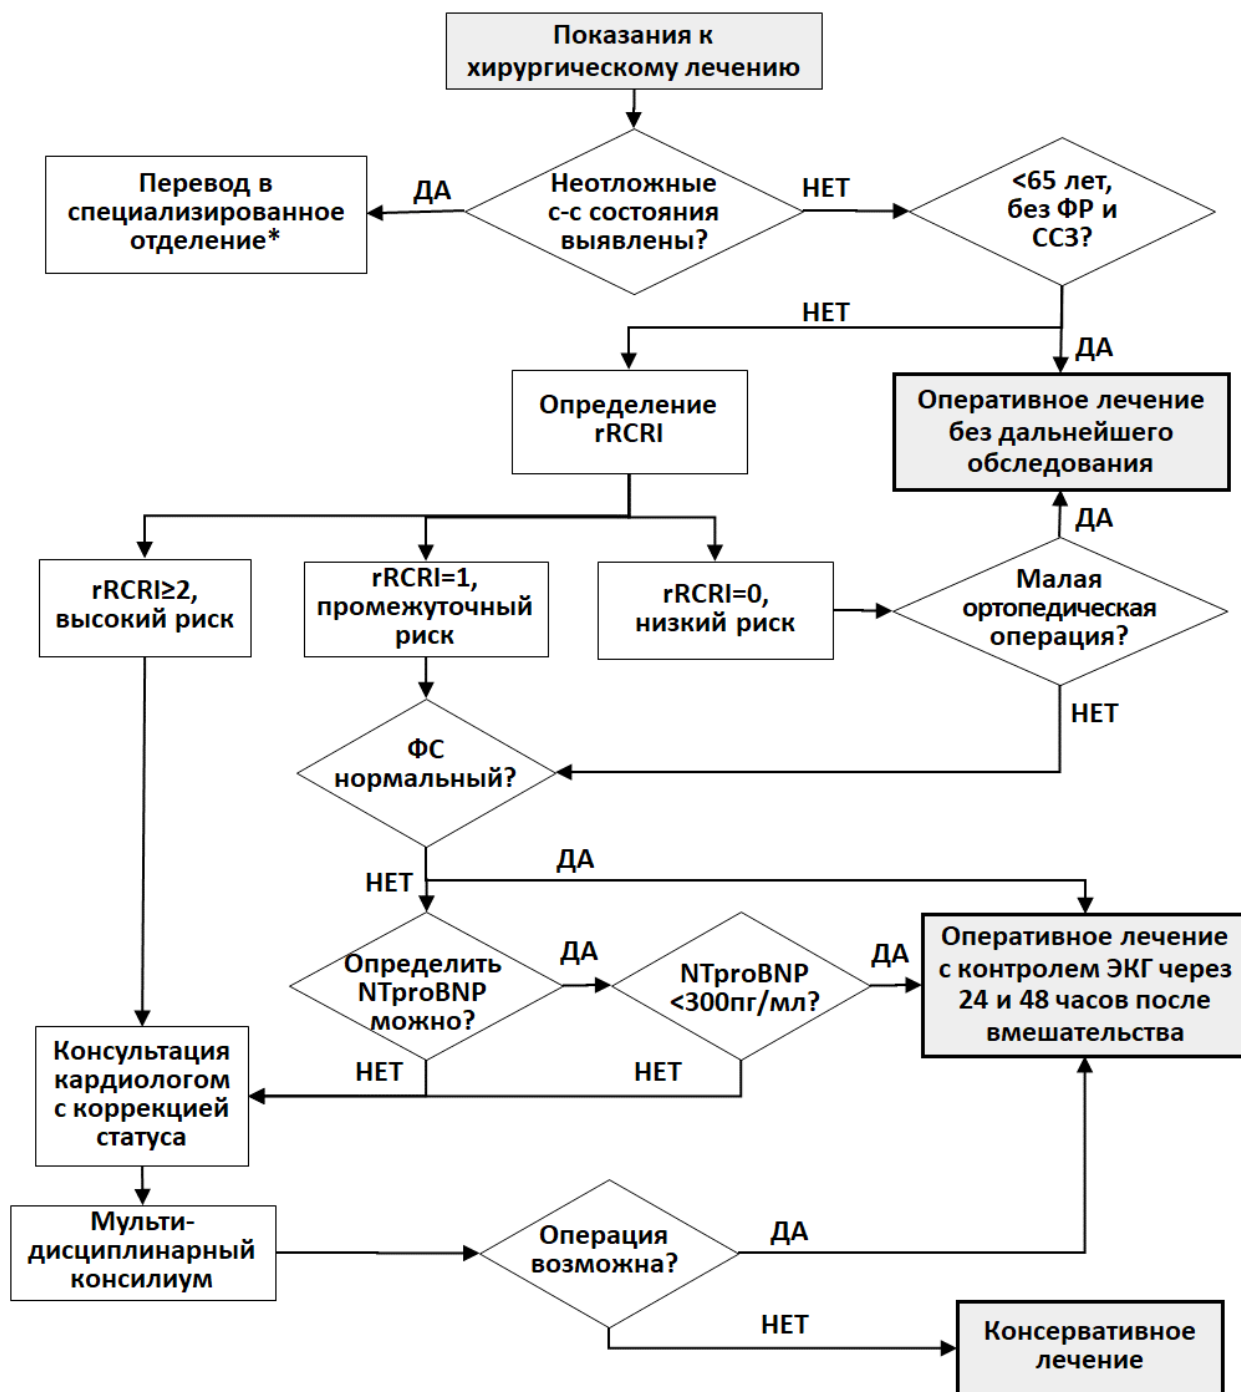 Показания к
хирургическому лечению
Неотложные
с-с состояния
выявлены?
ДА
Перевод в
специализированное
отделение*
НЕТ
<65 лет,
без ФР и
ССЗ?
НЕТ
ДА
Определение
rRCRI
Оперативное лечение
без дальнейшего
обследования
ДА
rRCRI≥2,
высокий риск
rRCRI=1,
промежуточный
риск
rRCRI=0,
низкий риск
Малая
ортопедическая
операция?
НЕТ
ФС
нормальный?
ДА
НЕТ
Определить
NTproBNP
можно?
ДА
NTproBNP
<300пг/мл?
ДА
Оперативное лечение
с контролем ЭКГ через
24 и 48 часов после
вмешательства
НЕТ
НЕТ
Консультация
кардиологом
с коррекцией
статуса
Мульти-
дисциплинарный
консилиум
Операция
возможна?
ДА
НЕТ
Консервативное
лечение